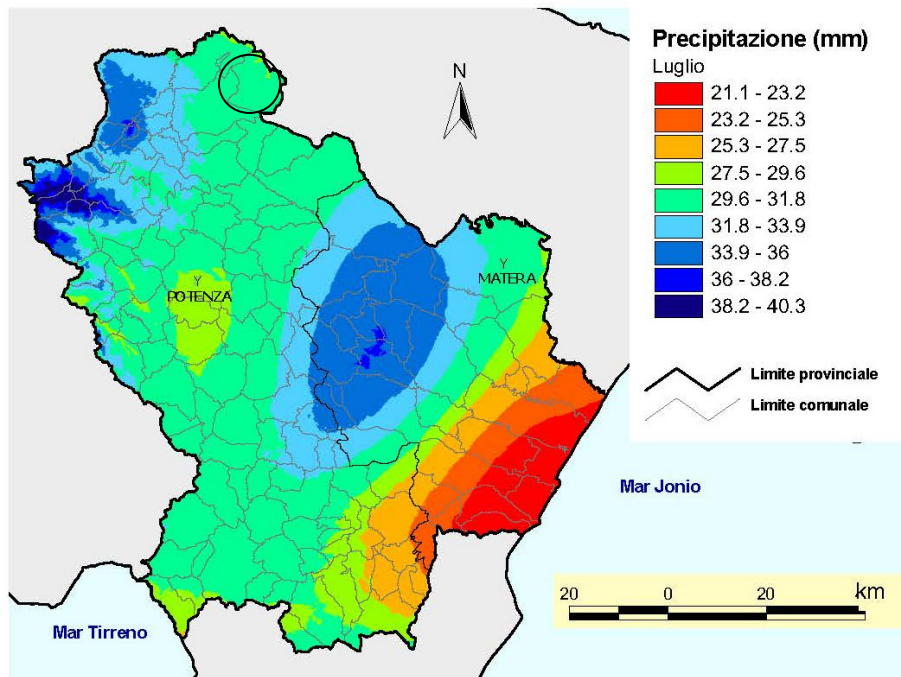 Precipitazione (mm)
Luglio
21.1 - 23.2
23.2 - 25.3
25.3 - 27.5
27.5 - 29.6
29.6 - 31.8
31.8 - 33.9
33.9 - 36
36 - 38.2
38.2 - 40.3
Limite provinciale
Limite comunale
N
Y
POTENZA
Y
MATERA
Mar Jonio
Mar Tirreno
20 0 20 km